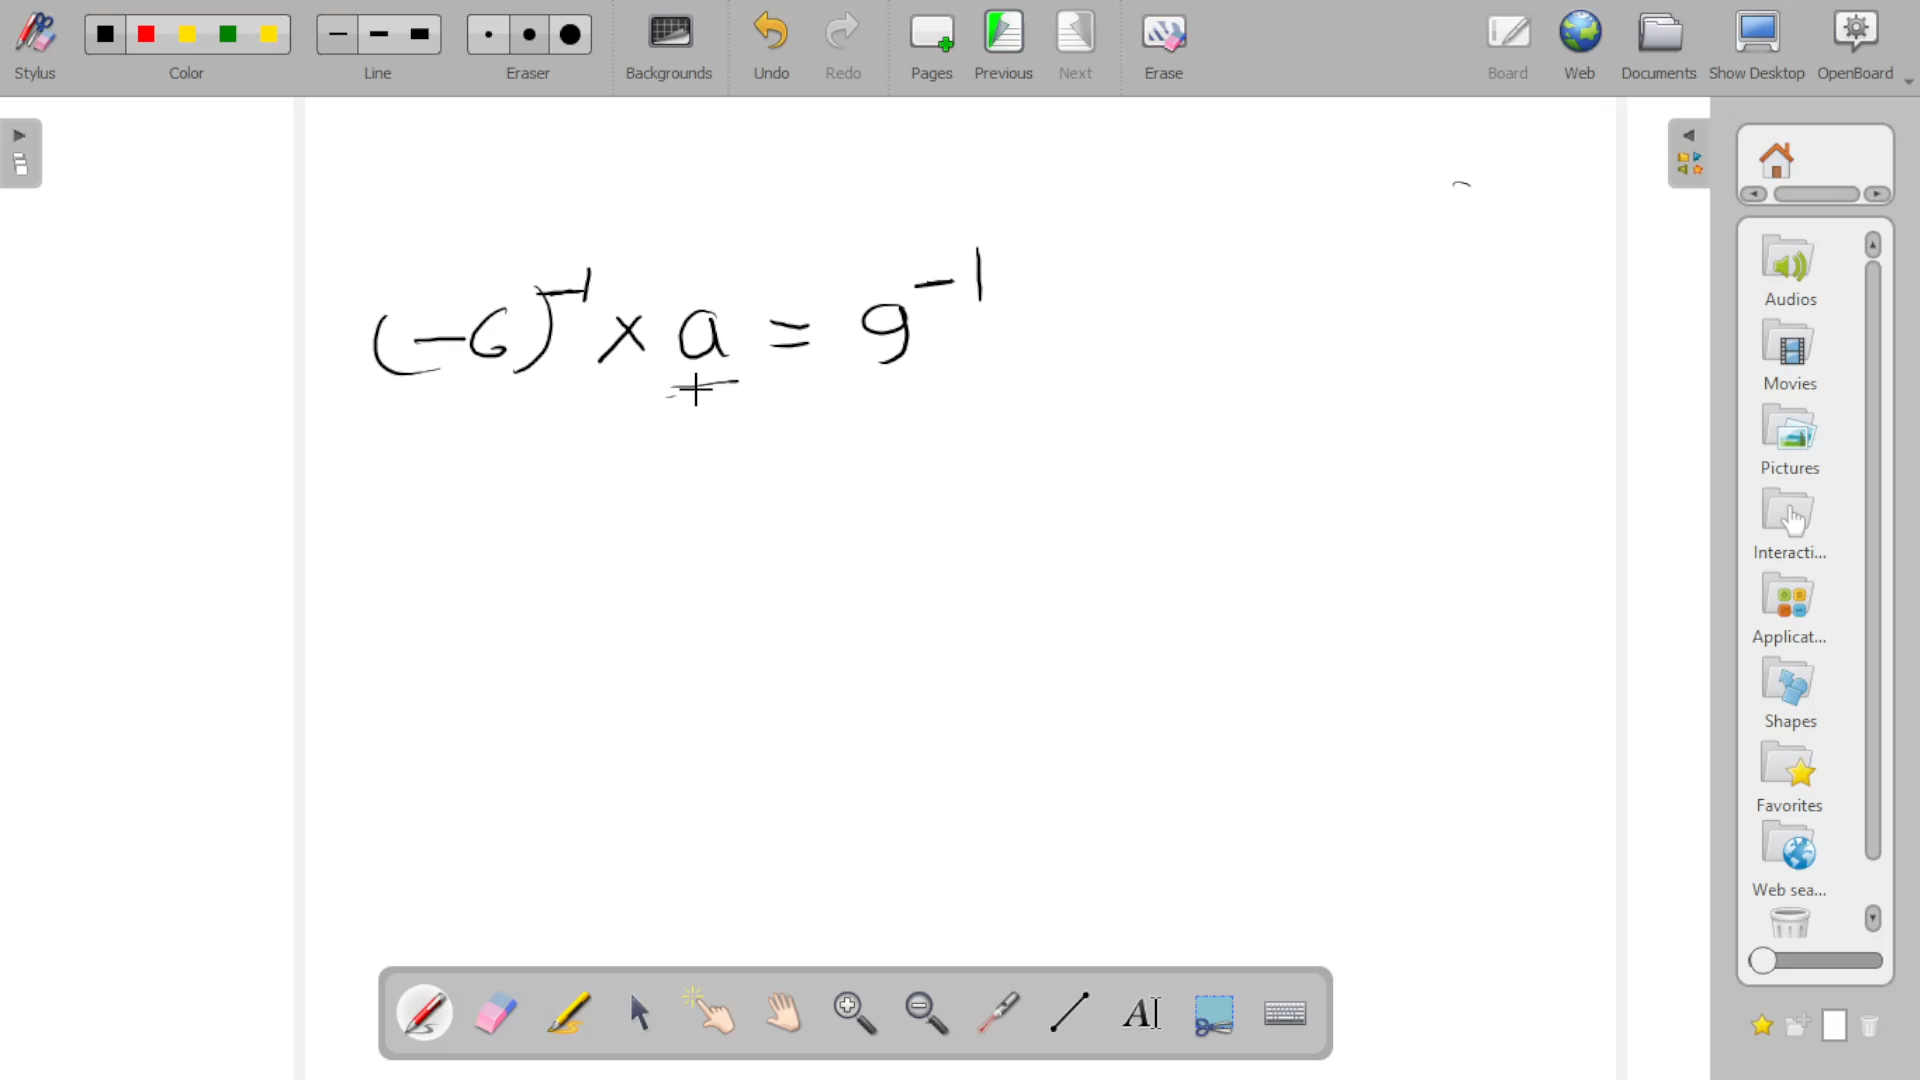 Stylus Color Line Eraser Backgrounds Undo Redo Pages Previous Next Erase Board Web Documents Show Desktop OpenBoard
(-6)⁻¹ × a = 9⁻¹
Audios
Movies
Pictures
Interacti...
Applicat...
Shapes
Favorites
Web sea...
A